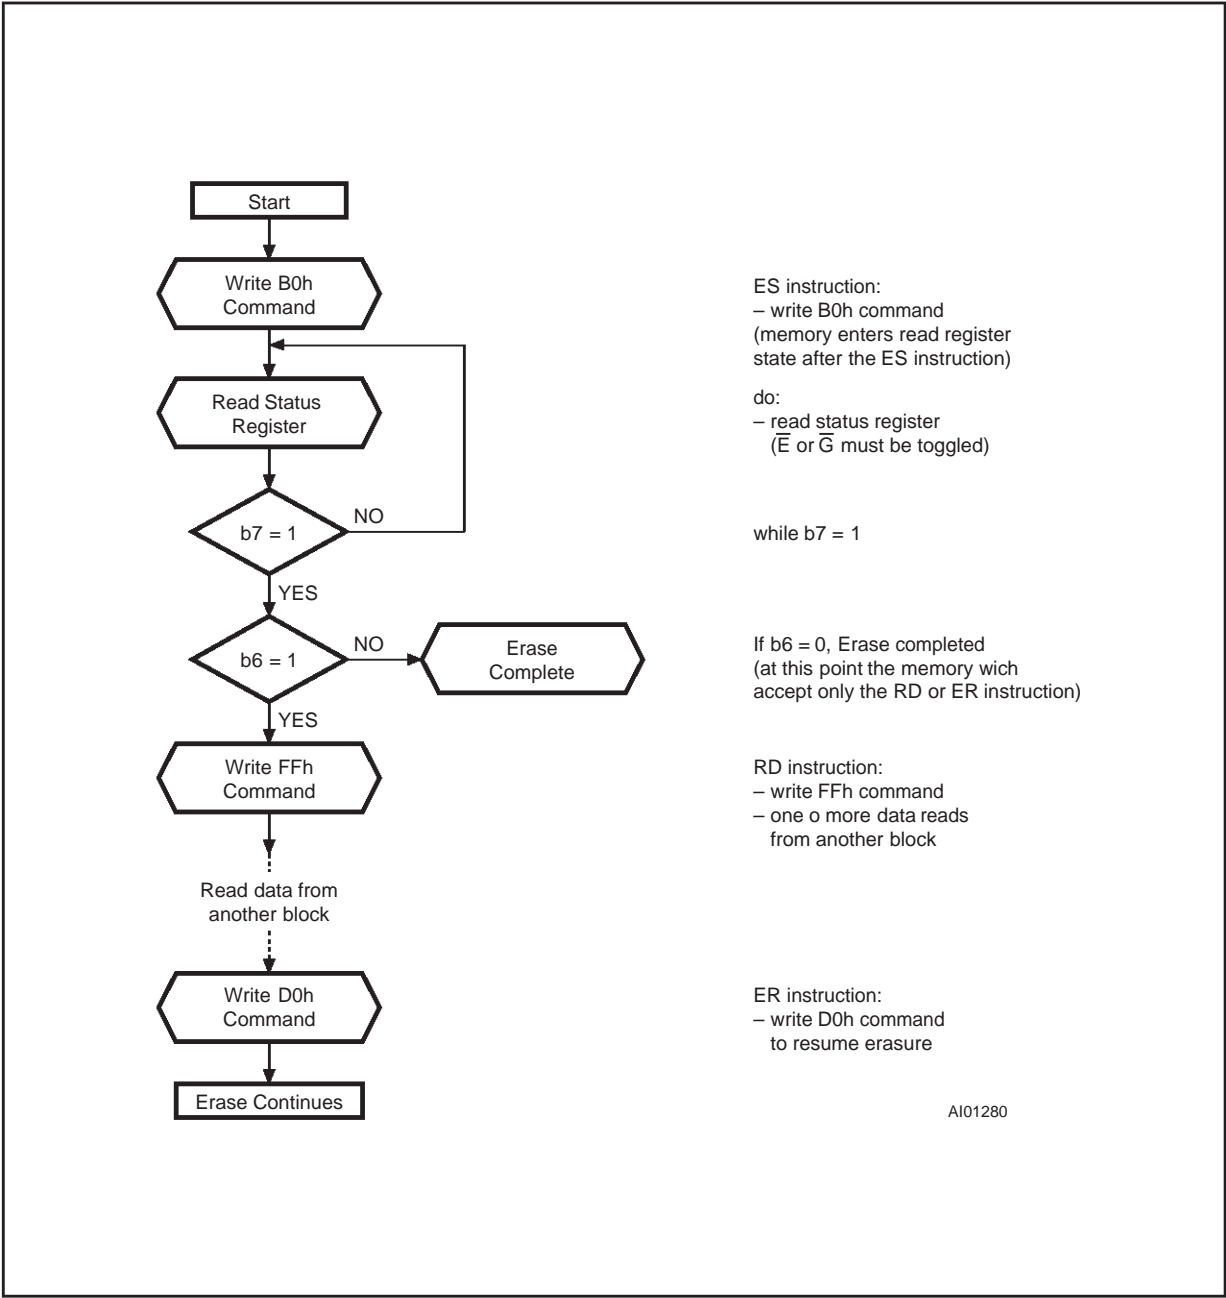 Start
Write B0h
Command
Read Status
Register
b7 = 1
NO
YES
b6 = 1
NO
Erase
Complete
YES
Write FFh
Command
Read data from
another block
Write D0h
Command
Erase Continues
ES instruction:
– write B0h command
(memory enters read register
state after the ES instruction)
do:
– read status register
(E̅ or G̅ must be toggled)
while b7 = 1
If b6 = 0, Erase completed
(at this point the memory wich
accept only the RD or ER instruction)
RD instruction:
– write FFh command
– one o more data reads
from another block
ER instruction:
– write D0h command
to resume erasure
AI01280